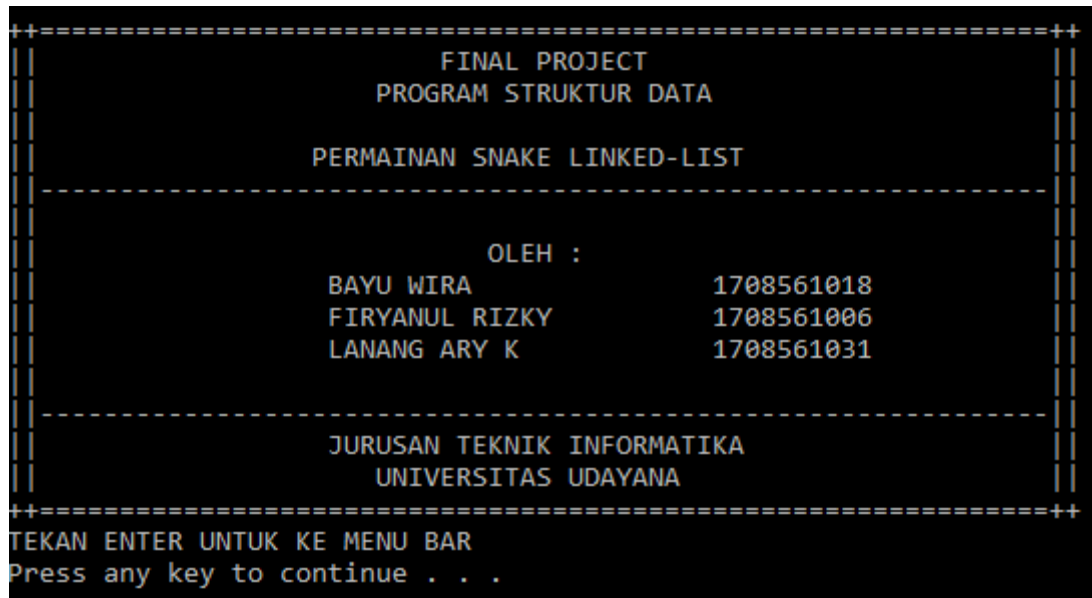 ++===============================================================++
|| FINAL PROJECT ||
|| PROGRAM STRUKTUR DATA ||
|| ||
|| PERMAINAN SNAKE LINKED-LIST ||
||---------------------------------------------------------------||
|| ||
|| OLEH : ||
|| BAYU WIRA 1708561018 ||
|| FIRYANUL RIZKY 1708561006 ||
|| LANANG ARY K 1708561031 ||
|| ||
||---------------------------------------------------------------||
|| JURUSAN TEKNIK INFORMATIKA ||
|| UNIVERSITAS UDAYANA ||
++===============================================================++
TEKAN ENTER UNTUK KE MENU BAR
Press any key to continue . . .